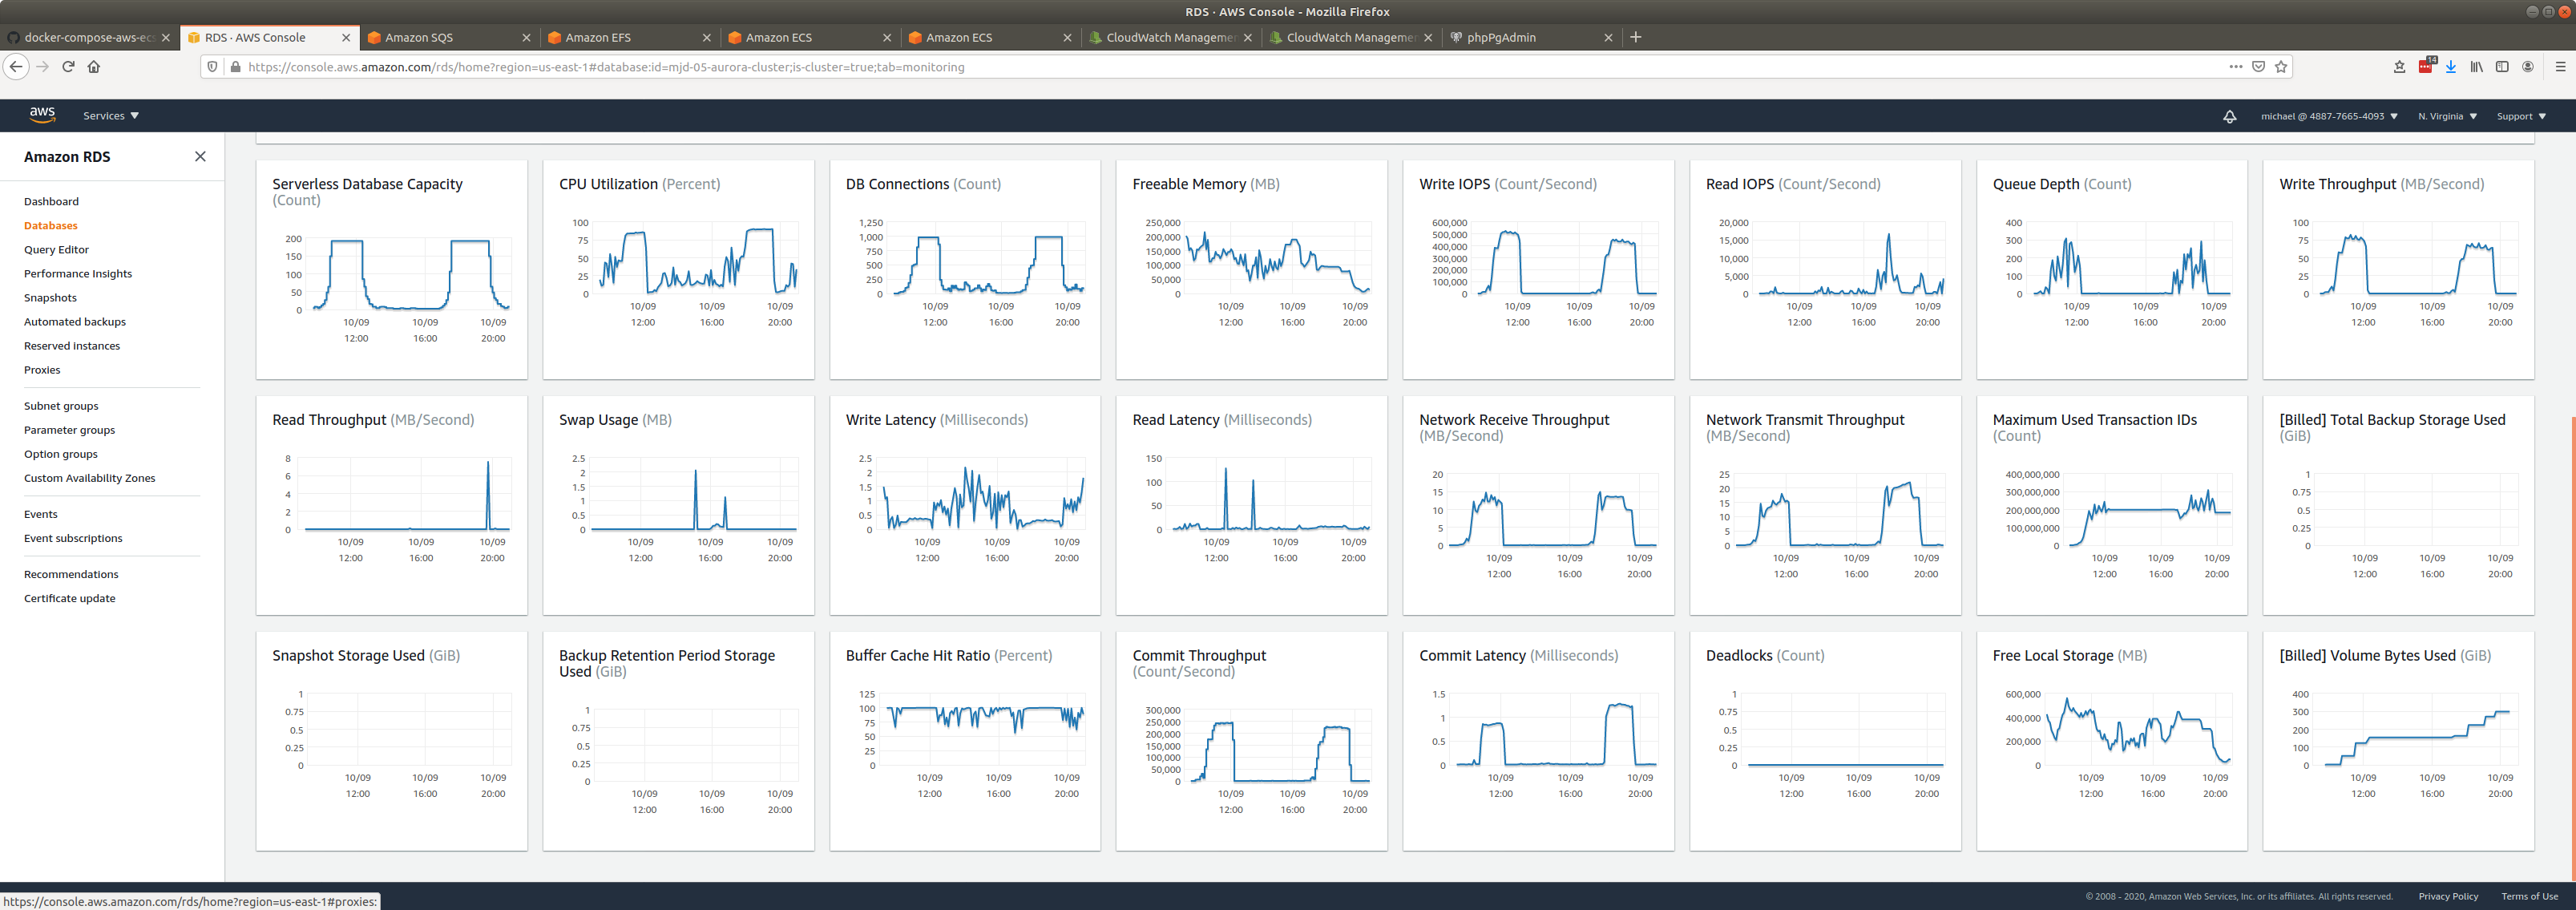 RDS · AWS Console - Mozilla Firefox
docker-compose-aws-ec
RDS · AWS Console
Amazon SQS
Amazon EFS
Amazon ECS
Amazon ECS
CloudWatch Manageme
CloudWatch Manageme
phpPgAdmin
https://console.aws.amazon.com/rds/home?region=us-east-1#database:id=mjd-05-aurora-cluster;is-cluster=true;tab=monitoring
14
aws
Services
michael @ 4887-7665-4093
N. Virginia
Support
Amazon RDS
Dashboard
Databases
Query Editor
Performance Insights
Snapshots
Automated backups
Reserved instances
Proxies
Subnet groups
Parameter groups
Option groups
Custom Availability Zones
Events
Event subscriptions
Recommendations
Certificate update
Serverless Database Capacity
(Count)
200
150
100
50
0
10/09 10/09 10/09
12:00 16:00 20:00
CPU Utilization (Percent)
100
75
50
25
0
10/09 10/09 10/09
12:00 16:00 20:00
DB Connections (Count)
1,250
1,000
750
500
250
0
10/09 10/09 10/09
12:00 16:00 20:00
Freeable Memory (MB)
250,000
200,000
150,000
100,000
50,000
0
10/09 10/09 10/09
12:00 16:00 20:00
Write IOPS (Count/Second)
600,000
500,000
400,000
300,000
200,000
100,000
0
10/09 10/09 10/09
12:00 16:00 20:00
Read IOPS (Count/Second)
20,000
15,000
10,000
5,000
0
10/09 10/09 10/09
12:00 16:00 20:00
Queue Depth (Count)
400
300
200
100
0
10/09 10/09 10/09
12:00 16:00 20:00
Write Throughput (MB/Second)
100
75
50
25
0
10/09 10/09 10/09
12:00 16:00 20:00
Read Throughput (MB/Second)
8
6
4
2
0
10/09 10/09 10/09
12:00 16:00 20:00
Swap Usage (MB)
2.5
2
1.5
1
0.5
0
10/09 10/09 10/09
12:00 16:00 20:00
Write Latency (Milliseconds)
2.5
2
1.5
1
0.5
0
10/09 10/09 10/09
12:00 16:00 20:00
Read Latency (Milliseconds)
150
100
50
0
10/09 10/09 10/09
12:00 16:00 20:00
Network Receive Throughput
(MB/Second)
20
15
10
5
0
10/09 10/09 10/09
12:00 16:00 20:00
Network Transmit Throughput
(MB/Second)
25
20
15
10
5
0
10/09 10/09 10/09
12:00 16:00 20:00
Maximum Used Transaction IDs
(Count)
400,000,000
300,000,000
200,000,000
100,000,000
0
10/09 10/09 10/09
12:00 16:00 20:00
[Billed] Total Backup Storage Used
(GiB)
1
0.75
0.5
0.25
0
10/09 10/09 10/09
12:00 16:00 20:00
Snapshot Storage Used (GiB)
1
0.75
0.5
0.25
0
10/09 10/09 10/09
12:00 16:00 20:00
Backup Retention Period Storage
Used (GiB)
1
0.75
0.5
0.25
0
10/09 10/09 10/09
12:00 16:00 20:00
Buffer Cache Hit Ratio (Percent)
125
100
75
50
25
0
10/09 10/09 10/09
12:00 16:00 20:00
Commit Throughput
(Count/Second)
300,000
250,000
200,000
150,000
100,000
50,000
0
10/09 10/09 10/09
12:00 16:00 20:00
Commit Latency (Milliseconds)
1.5
1
0.5
0
10/09 10/09 10/09
12:00 16:00 20:00
Deadlocks (Count)
1
0.75
0.5
0.25
0
10/09 10/09 10/09
12:00 16:00 20:00
Free Local Storage (MB)
600,000
400,000
200,000
0
10/09 10/09 10/09
12:00 16:00 20:00
[Billed] Volume Bytes Used (GiB)
400
300
200
100
0
10/09 10/09 10/09
12:00 16:00 20:00
https://console.aws.amazon.com/rds/home?region=us-east-1#proxies:
© 2008 - 2020, Amazon Web Services, Inc. or its affiliates. All rights reserved.
Privacy Policy
Terms of Use